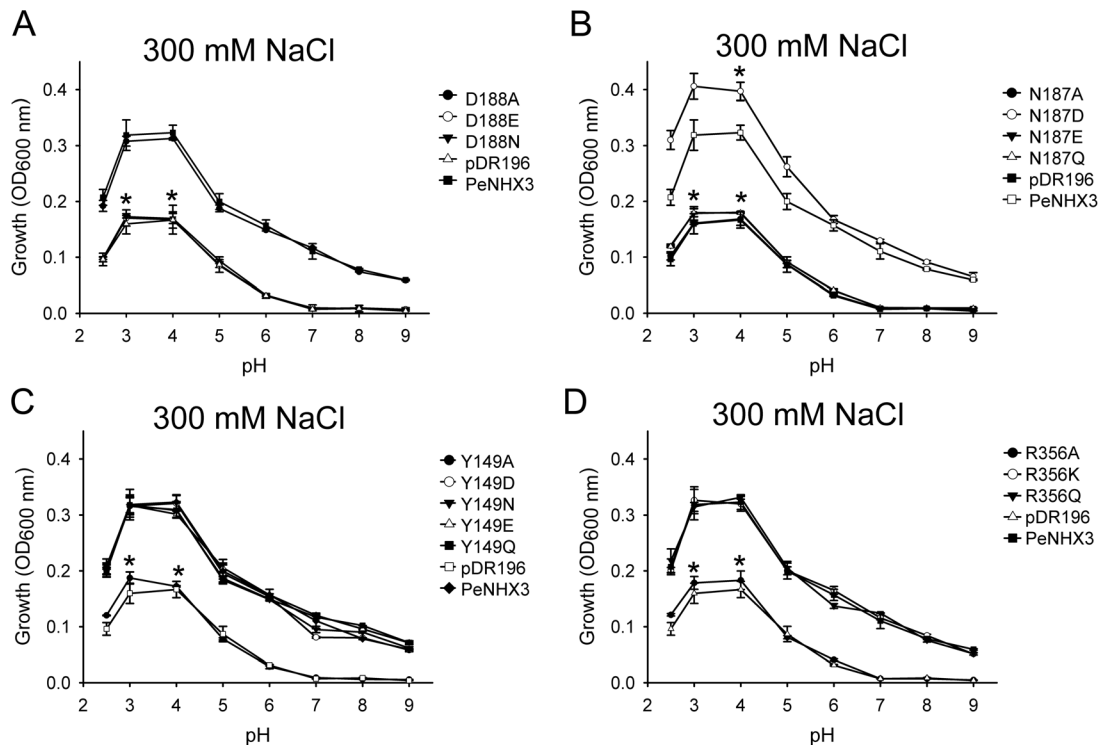 A
300 mM NaCl
Growth (OD600 nm)
0.4
0.3
0.2
0.1
0.0
* *
2 3 4 5 6 7 8 9
pH
D188A
D188E
D188N
pDR196
PeNHX3
B
300 mM NaCl
Growth (OD600 nm)
0.4
0.3
0.2
0.1
0.0
*
* *
2 3 4 5 6 7 8 9
pH
N187A
N187D
N187E
N187Q
pDR196
PeNHX3
C
300 mM NaCl
Growth (OD600 nm)
0.4
0.3
0.2
0.1
0.0
* *
2 3 4 5 6 7 8 9
pH
Y149A
Y149D
Y149N
Y149E
Y149Q
pDR196
PeNHX3
D
300 mM NaCl
Growth (OD600 nm)
0.4
0.3
0.2
0.1
0.0
* *
2 3 4 5 6 7 8 9
pH
R356A
R356K
R356Q
pDR196
PeNHX3